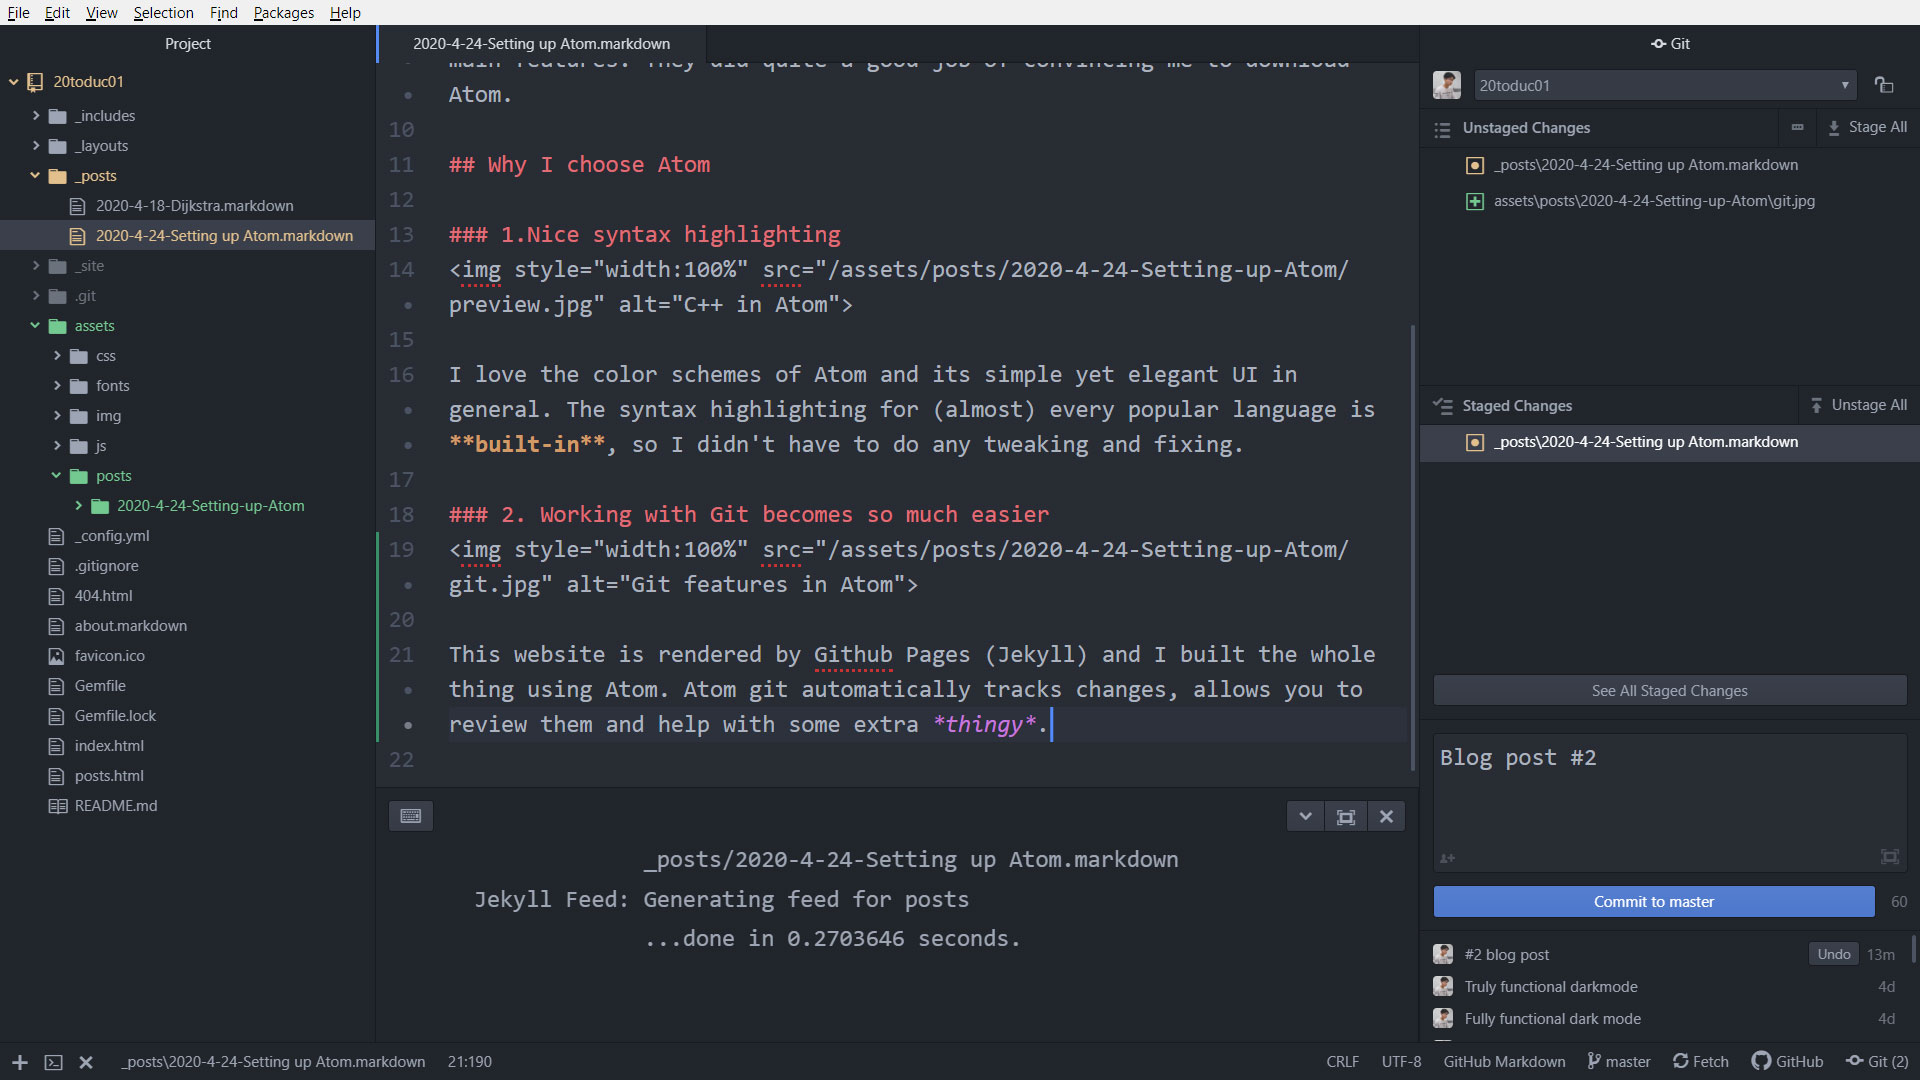 File Edit View Selection Find Packages Help
Project
20toduc01
_includes
_layouts
_posts
2020-4-18-Dijkstra.markdown
2020-4-24-Setting up Atom.markdown
_site
.git
assets
css
fonts
img
js
posts
2020-4-24-Setting-up-Atom
_config.yml
.gitignore
404.html
about.markdown
favicon.ico
Gemfile
Gemfile.lock
index.html
posts.html
README.md
2020-4-24-Setting up Atom.markdown
main features. They did quite a good job of convincing me to download
Atom.
10
11 ## Why I choose Atom
12
13 ### 1.Nice syntax highlighting
14 <img style="width:100%" src="/assets/posts/2020-4-24-Setting-up-Atom/
preview.jpg" alt="C++ in Atom">
15
16 I love the color schemes of Atom and its simple yet elegant UI in
general. The syntax highlighting for (almost) every popular language is
**built-in**, so I didn't have to do any tweaking and fixing.
17
18 ### 2. Working with Git becomes so much easier
19 <img style="width:100%" src="/assets/posts/2020-4-24-Setting-up-Atom/
git.jpg" alt="Git features in Atom">
20
21 This website is rendered by Github Pages (Jekyll) and I built the whole
thing using Atom. Atom git automatically tracks changes, allows you to
review them and help with some extra *thingy*.
22
_posts/2020-4-24-Setting up Atom.markdown
Jekyll Feed: Generating feed for posts
...done in 0.2703646 seconds.
Git
20toduc01
Unstaged Changes Stage All
_posts\2020-4-24-Setting up Atom.markdown
assets\posts\2020-4-24-Setting-up-Atom\git.jpg
Staged Changes Unstage All
_posts\2020-4-24-Setting up Atom.markdown
See All Staged Changes
Blog post #2
Commit to master 60
#2 blog post Undo 13m
Truly functional darkmode 4d
Fully functional dark mode 4d
_posts\2020-4-24-Setting up Atom.markdown 21:190 CRLF UTF-8 GitHub Markdown master Fetch GitHub Git (2)